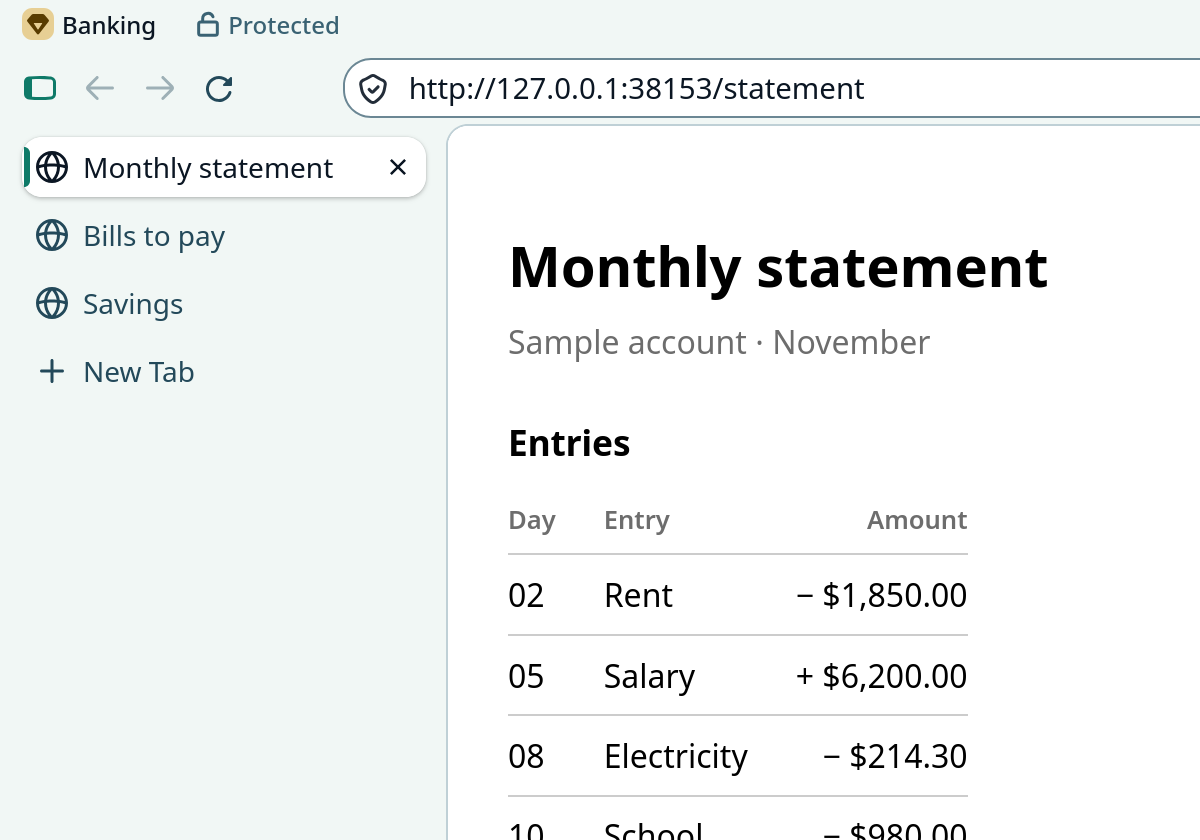 Banking
Protected
http://127.0.0.1:38153/statement
Monthly statement
Bills to pay
Savings
New Tab
Monthly statement
Sample account · November
Entries
Day Entry Amount
02 Rent − $1,850.00
05 Salary + $6,200.00
08 Electricity − $214.30
10 School − $980.00